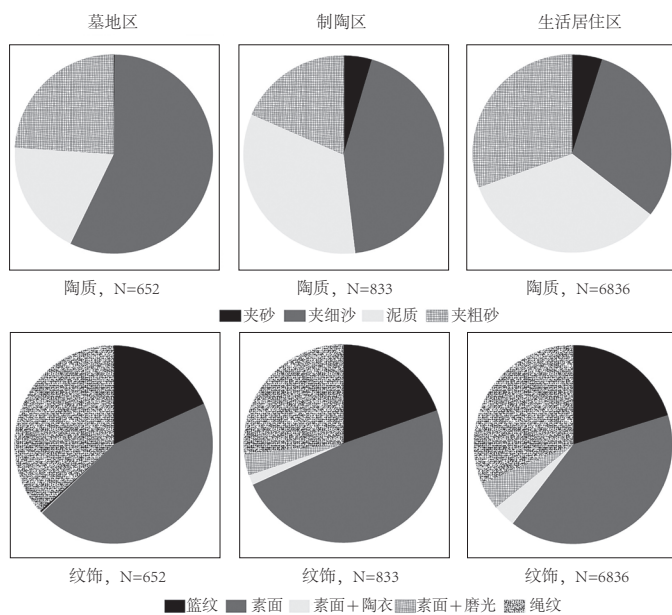 墓地区 制陶区 生活居住区
陶质，N=652 陶质，N=833 陶质，N=6836
夹砂 夹细沙 泥质 夹粗砂
纹饰，N=652 纹饰，N=833 纹饰，N=6836
篮纹 素面 素面＋陶衣 素面＋磨光 绳纹